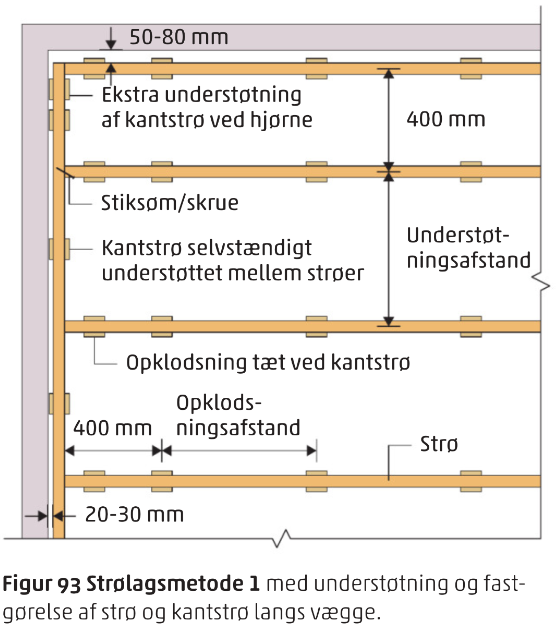 50-80 mm
Ekstra understøtning
af kantstrø ved hjørne
400 mm
Stiksøm/skrue
Kantstrø selvstændigt
understøttet mellem strøer
Understøt-
ningsafstand
Opklodsning tæt ved kantstrø
400 mm
Opklods-
ningsafstand
Strø
20-30 mm
Figur 93 Strølagsmetode 1 med understøtning og fast-
gørelse af strø og kantstrø langs vægge.